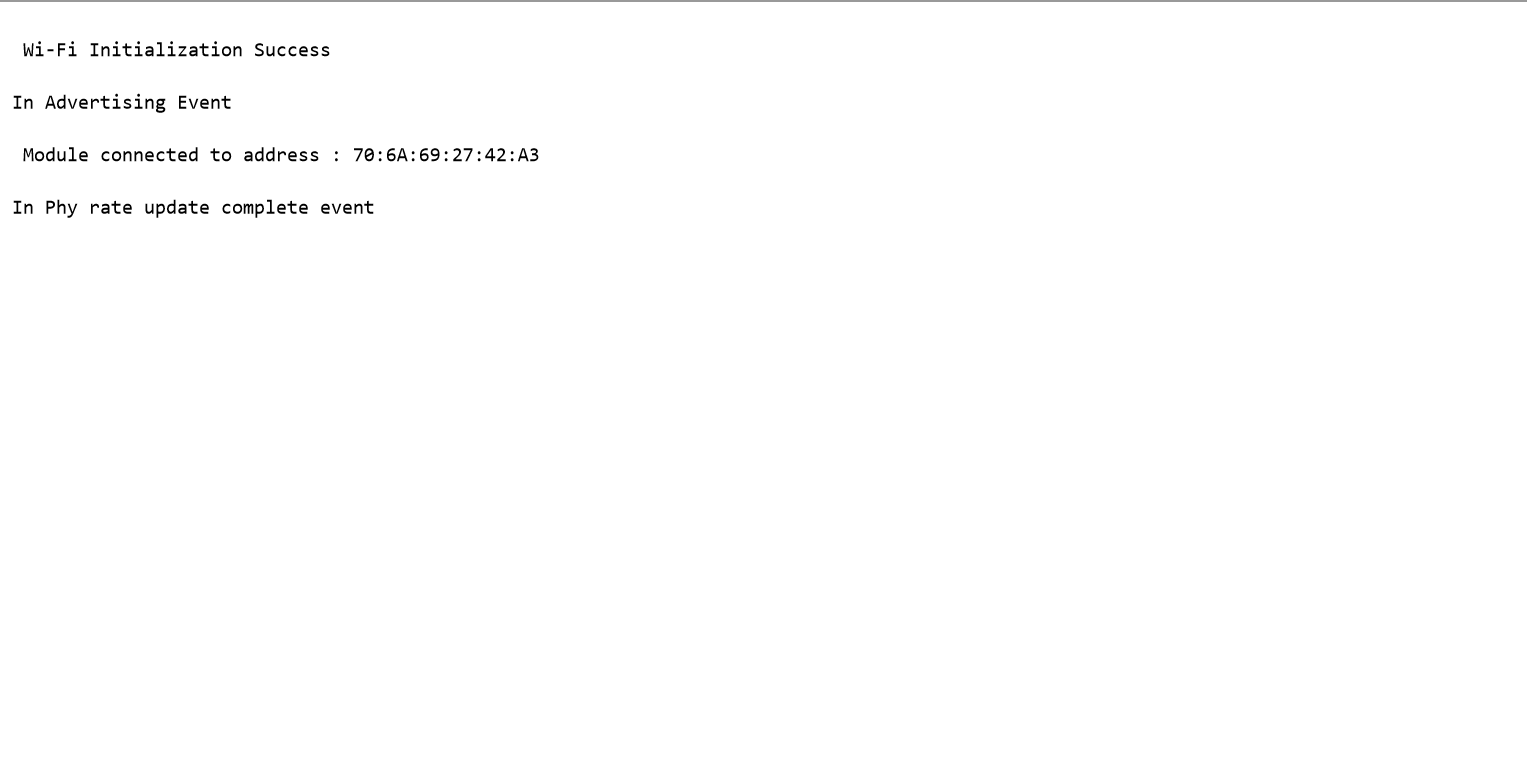 Wi-Fi Initialization Success
In Advertising Event
Module connected to address : 70:6A:69:27:42:A3
In Phy rate update complete event